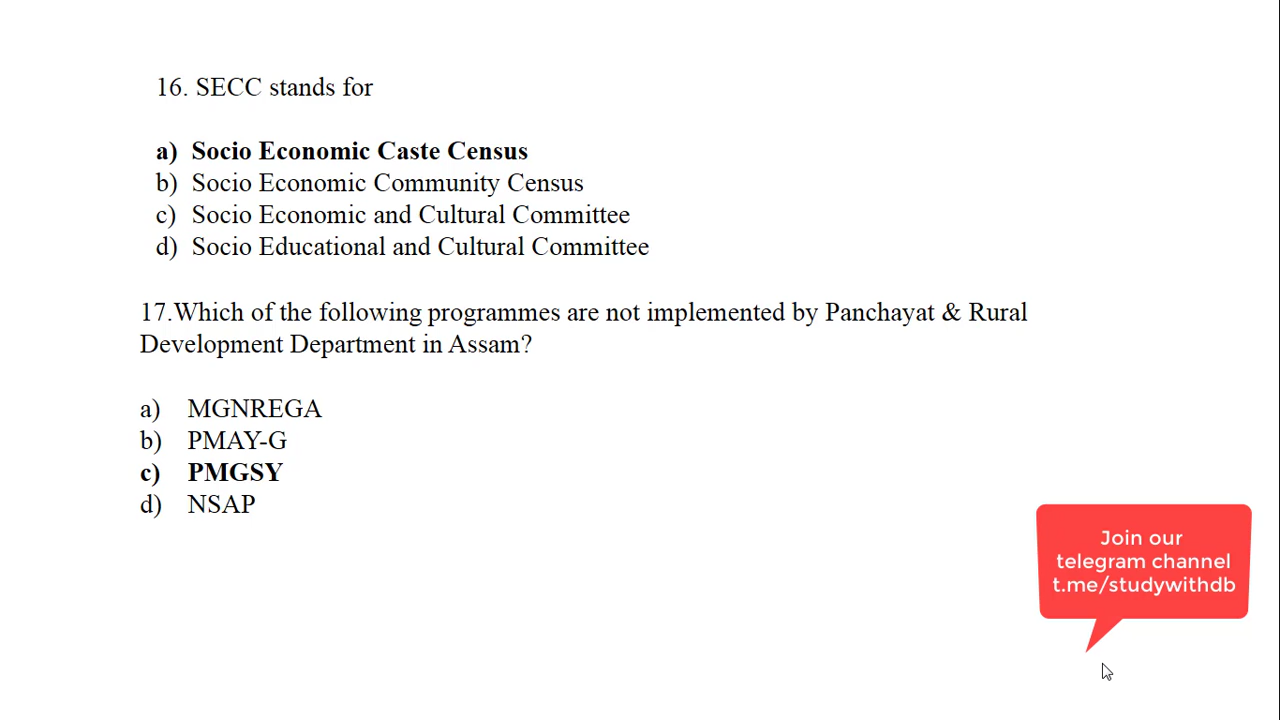 16. SECC stands for
a) Socio Economic Caste Census
b) Socio Economic Community Census
c) Socio Economic and Cultural Committee
d) Socio Educational and Cultural Committee
17.Which of the following programmes are not implemented by Panchayat & Rural
Development Department in Assam?
a) MGNREGA
b) PMAY-G
c) PMGSY
d) NSAP
Join our
telegram channel
t.me/studywithdb